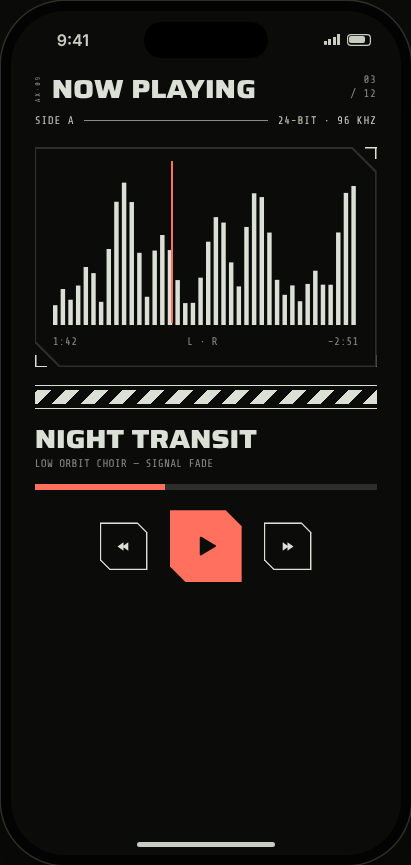 9:41
AX-09
NOW PLAYING
03
/ 12
SIDE A
24-BIT · 96 KHZ
1:42
L · R
−2:51
NIGHT TRANSIT
LOW ORBIT CHOIR — SIGNAL FADE